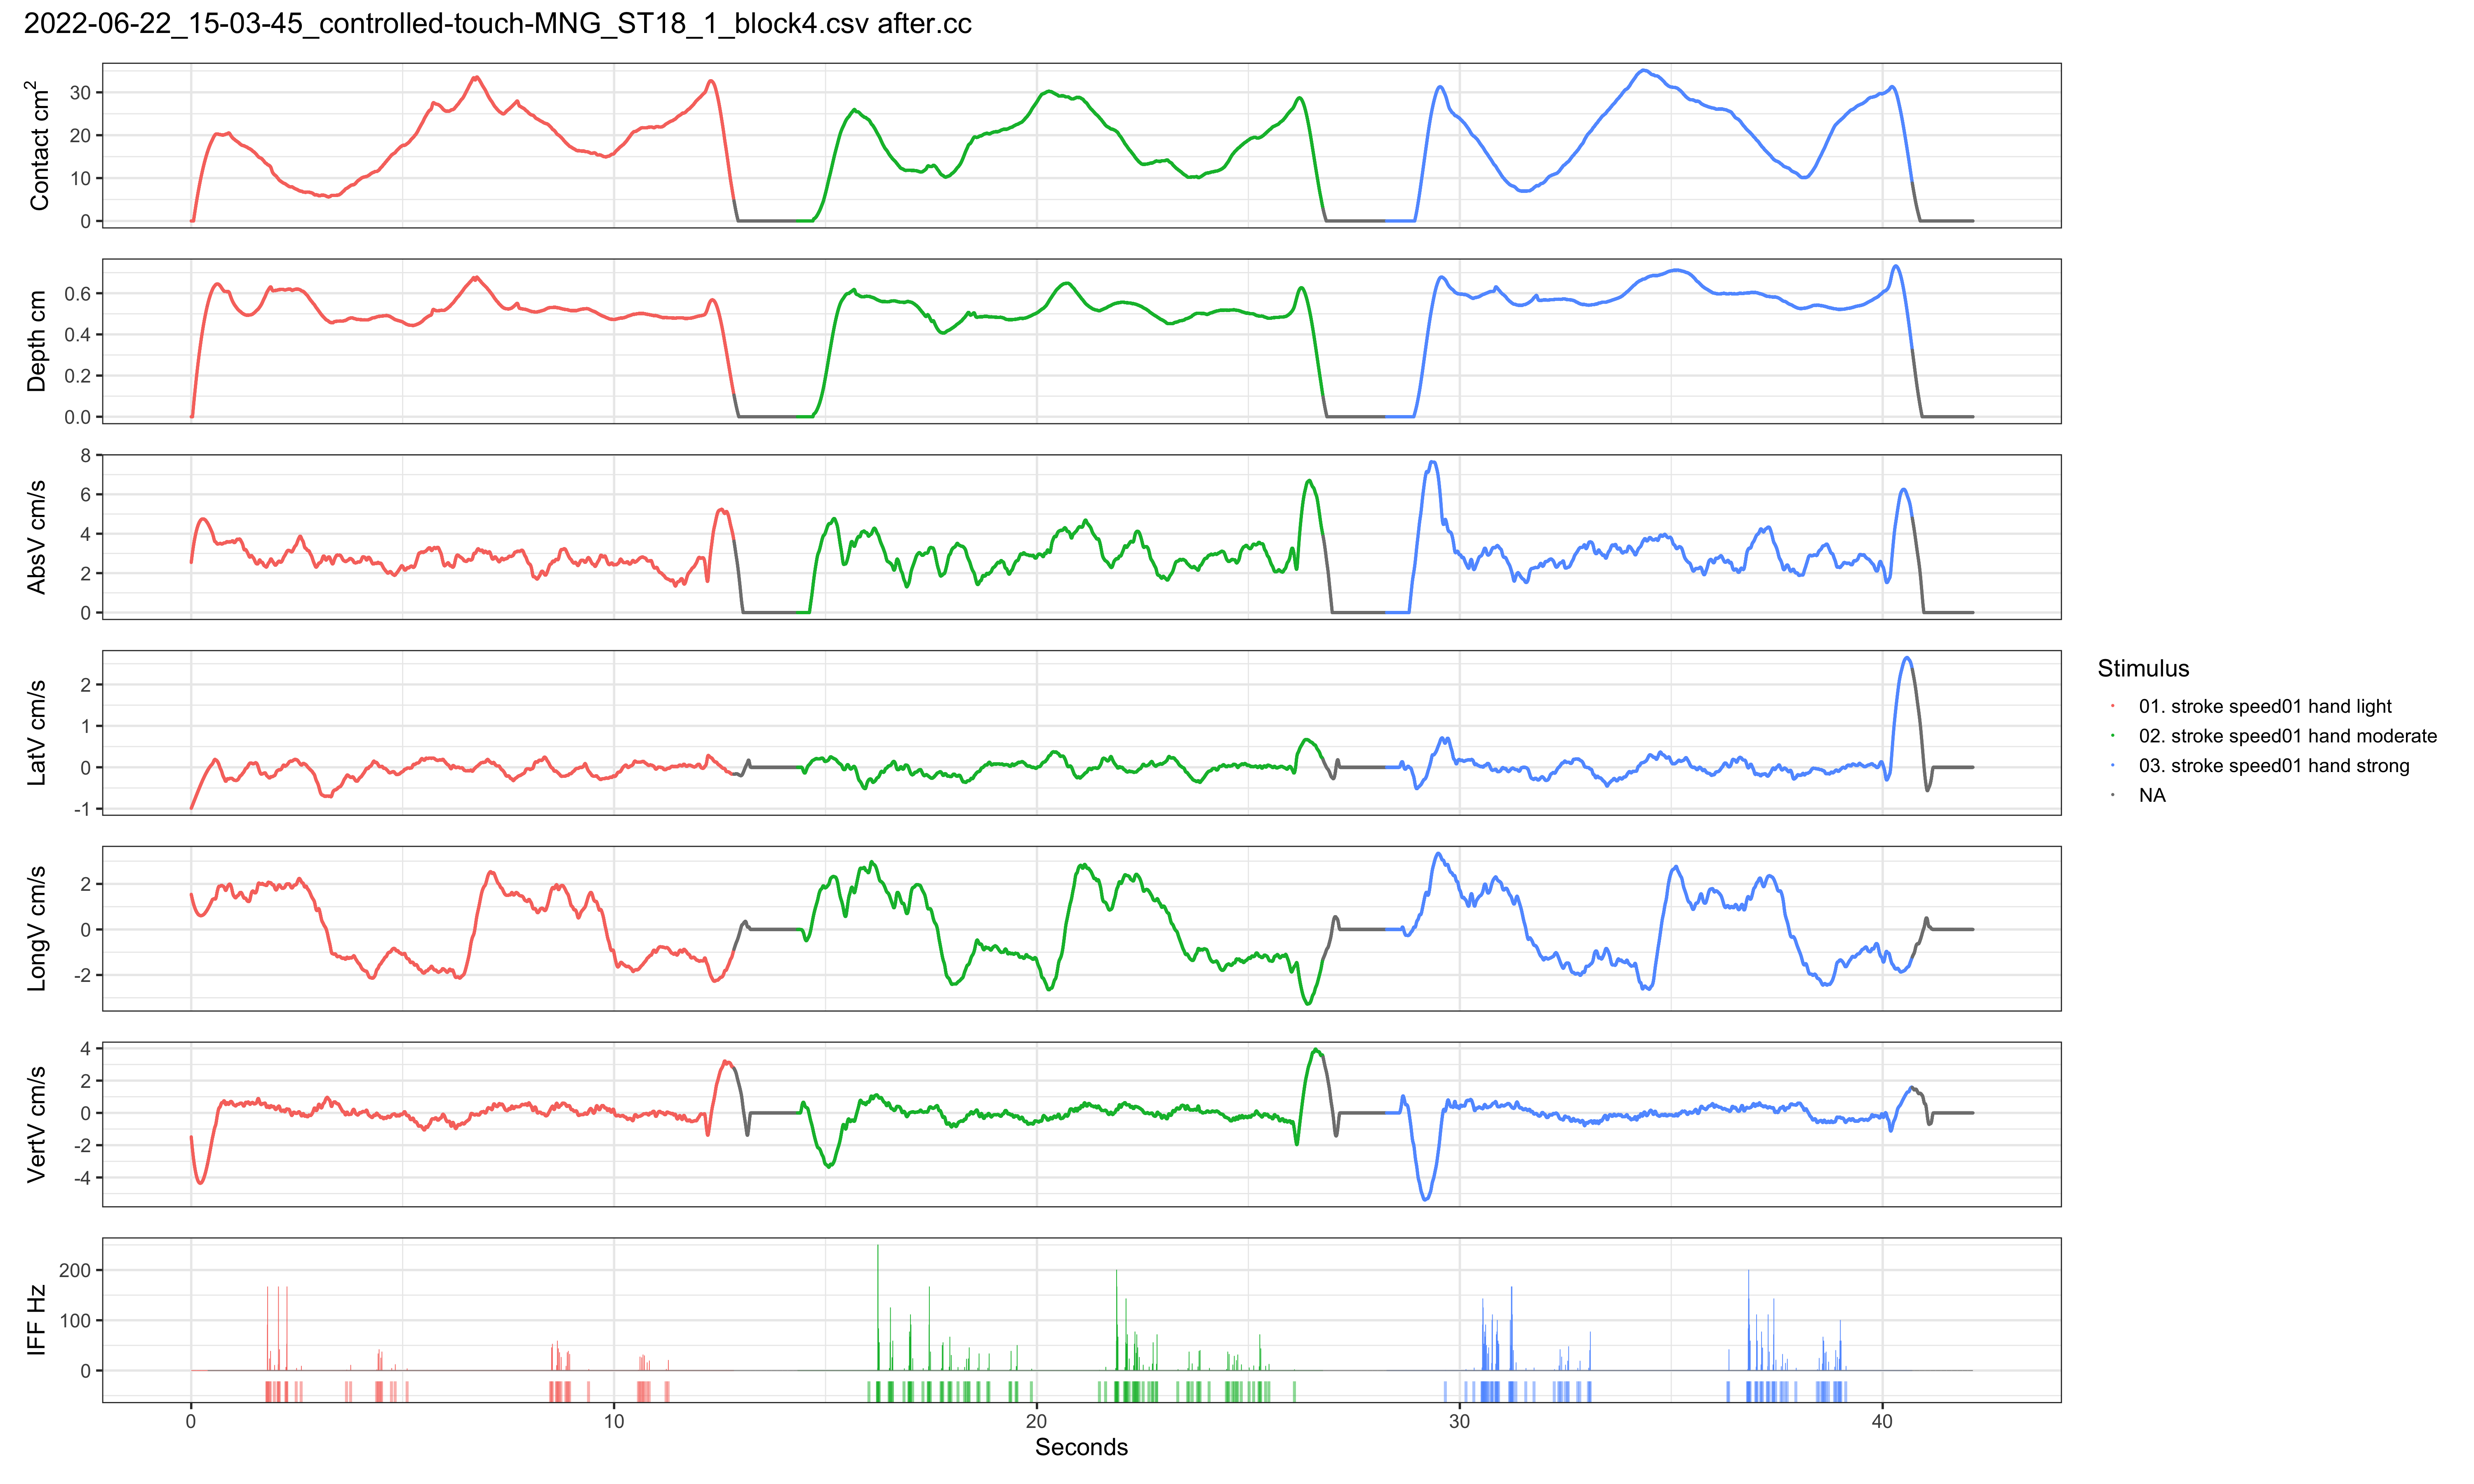 2022-06-22_15-03-45_controlled-touch-MNG_ST18_1_block4.csv after.cc
Contact cm²
30
20
10
0
Depth cm
0.6
0.4
0.2
0.0
AbsV cm/s
8
6
4
2
0
LatV cm/s
2
1
0
-1
LongV cm/s
2
0
-2
VertV cm/s
4
2
0
-2
-4
IFF Hz
200
100
0
0 10 20 30 40
Seconds
Stimulus
01. stroke speed01 hand light
02. stroke speed01 hand moderate
03. stroke speed01 hand strong
NA